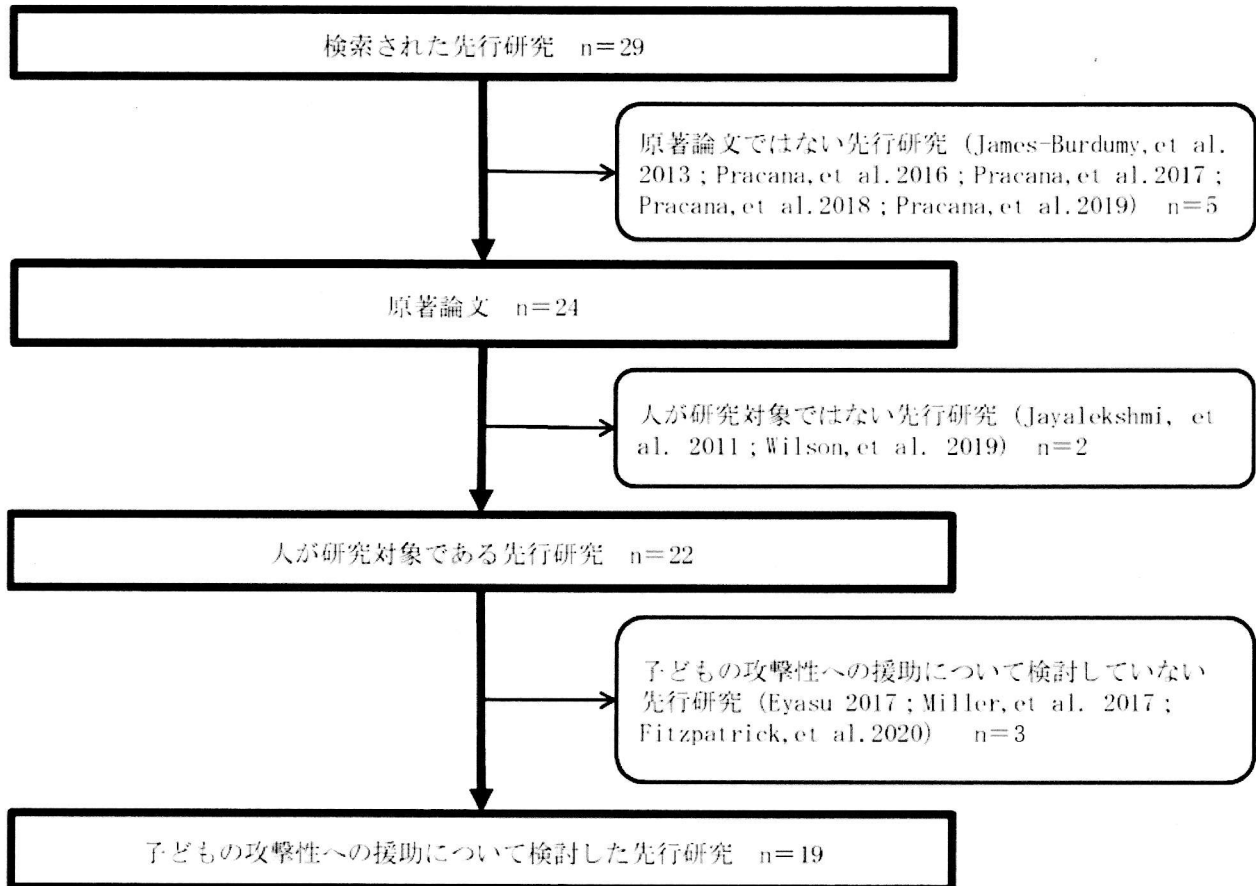 検索された先行研究　n＝29
原著論文ではない先行研究 (James-Burdumy, et al.
2013；Pracana, et al. 2016；Pracana, et al. 2017；
Pracana, et al. 2018；Pracana, et al. 2019)　n＝5
原著論文　n＝24
人が研究対象ではない先行研究 (Jayalekshmi, et
al. 2011；Wilson, et al. 2019)　n＝2
人が研究対象である先行研究　n＝22
子どもの攻撃性への援助について検討していない
先行研究 (Eyasu 2017；Miller, et al. 2017；
Fitzpatrick, et al. 2020)　n＝3
子どもの攻撃性への援助について検討した先行研究　n＝19